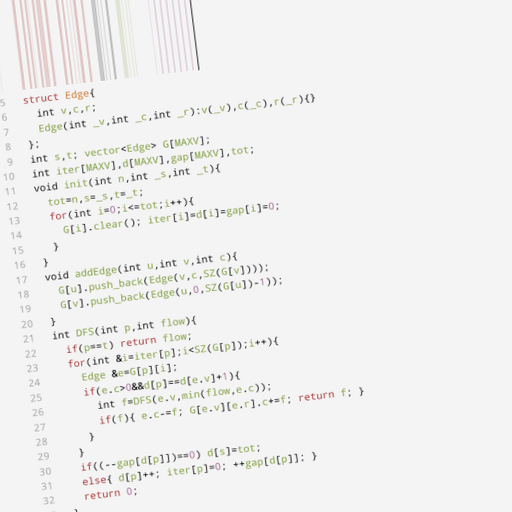 5 struct Edge{
6 int v,c,r;
7 Edge(int _v,int _c,int _r):v(_v),c(_c),r(_r){}
8 };
9 int s,t; vector<Edge> G[MAXV];
10 int iter[MAXV],d[MAXV],gap[MAXV],tot;
11 void init(int n,int _s,int _t){
12 tot=n,s=_s,t=_t;
13 for(int i=0;i<=tot;i++){
14 G[i].clear(); iter[i]=d[i]=gap[i]=0;
15 }
16 }
17 void addEdge(int u,int v,int c){
18 G[u].push_back(Edge(v,c,SZ(G[v])));
19 G[v].push_back(Edge(u,0,SZ(G[u])-1));
20 }
21 int DFS(int p,int flow){
22 if(p==t) return flow;
23 for(int &i=iter[p];i<SZ(G[p]);i++){
24 Edge &e=G[p][i];
25 if(e.c>0&&d[p]==d[e.v]+1){
26 int f=DFS(e.v,min(flow,e.c));
27 if(f){ e.c-=f; G[e.v][e.r].c+=f; return f; }
28 }
29 }
30 if((--gap[d[p]])==0) d[s]=tot;
31 else{ d[p]++; iter[p]=0; ++gap[d[p]]; }
32 return 0;